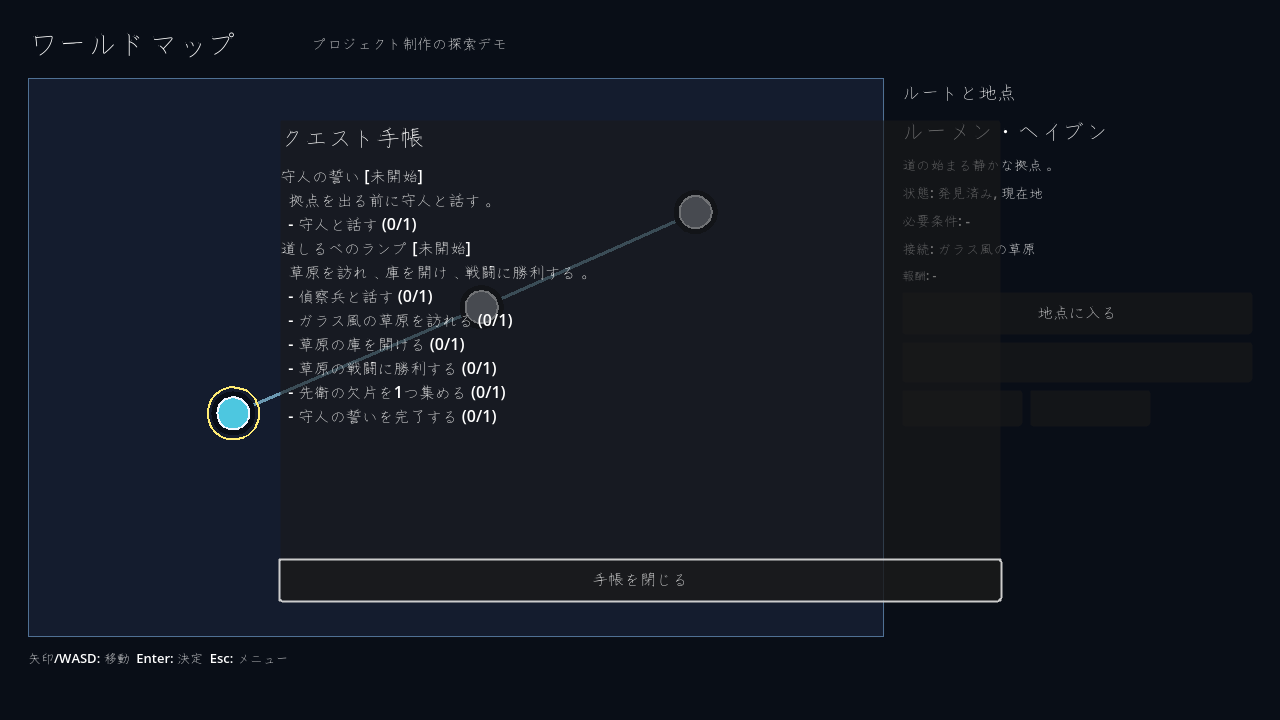 ワールドマップ
プロジェクト制作の探索デモ
クエスト手帳
守人の誓い [未開始]
拠点を出る前に守人と話す。
- 守人と話す (0/1)
道しるべのランプ [未開始]
草原を訪れ、庫を開け、戦闘に勝利する。
- 偵察兵と話す (0/1)
- ガラス風の草原を訪れる (0/1)
- 草原の庫を開ける (0/1)
- 草原の戦闘に勝利する (0/1)
- 先衛の欠片を1つ集める (0/1)
- 守人の誓いを完了する (0/1)
手帳を閉じる
ルートと地点
ルーメン・ヘイブン
道の始まる静かな拠点。
状態: 発見済み, 現在地
必要条件: -
接続: ガラス風の草原
報酬: -
地点に入る
矢印/WASD: 移動 Enter: 決定 Esc: メニュー